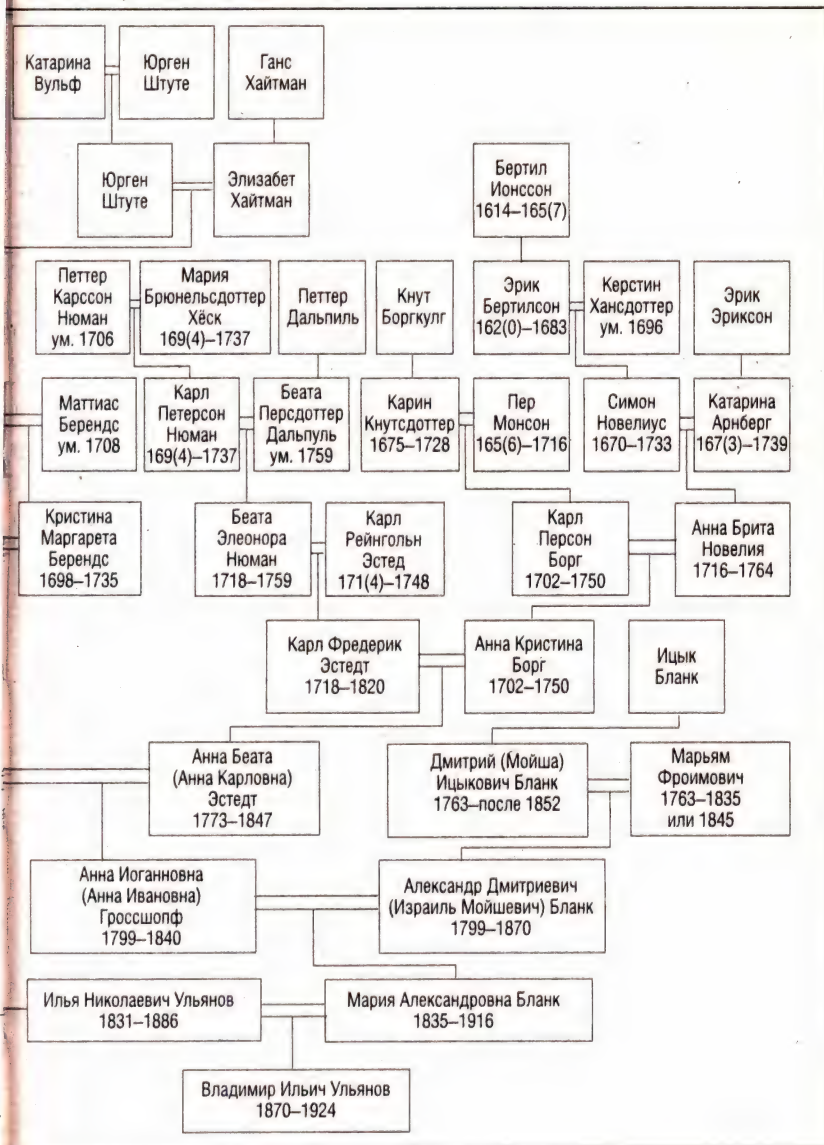 Катарина
Вульф
Юрген
Штуте
Ганс
Хайтман
Юрген
Штуте
Элизабет
Хайтман
Бертил
Ионссон
1614–165(7)
Петтер
Карссон
Нюман
ум. 1706
Мария
Брюнельсдоттер
Хёск
169(4)–1737
Петтер
Дальпиль
Кнут
Боргкулг
Эрик
Бертилсон
162(0)–1683
Керстин
Хансдоттер
ум. 1696
Эрик
Эриксон
Маттиас
Берендс
ум. 1708
Карл
Петерсон
Нюман
169(4)–1737
Беата
Персдоттер
Дальпуль
ум. 1759
Карин
Кнутсдоттер
1675–1728
Пер
Монсон
165(6)–1716
Симон
Новелиус
1670–1733
Катарина
Арнберг
167(3)–1739
Кристина
Маргарета
Берендс
1698–1735
Беата
Элеонора
Нюман
1718–1759
Карл
Рейнгольн
Эстед
171(4)–1748
Карл
Персон
Борг
1702–1750
Анна Брита
Новелия
1716–1764
Карл Фредерик
Эстедт
1718–1820
Анна Кристина
Борг
1702–1750
Ицык
Бланк
Анна Беата
(Анна Карловна)
Эстедт
1773–1847
Дмитрий (Мойша)
Ицыкович Бланк
1763–после 1852
Марьям
Фроимович
1763–1835
или 1845
Анна Иоганновна
(Анна Ивановна)
Гроссшопф
1799–1840
Александр Дмитриевич
(Израиль Мойшевич) Бланк
1799–1870
Илья Николаевич Ульянов
1831–1886
Мария Александровна Бланк
1835–1916
Владимир Ильич Ульянов
1870–1924